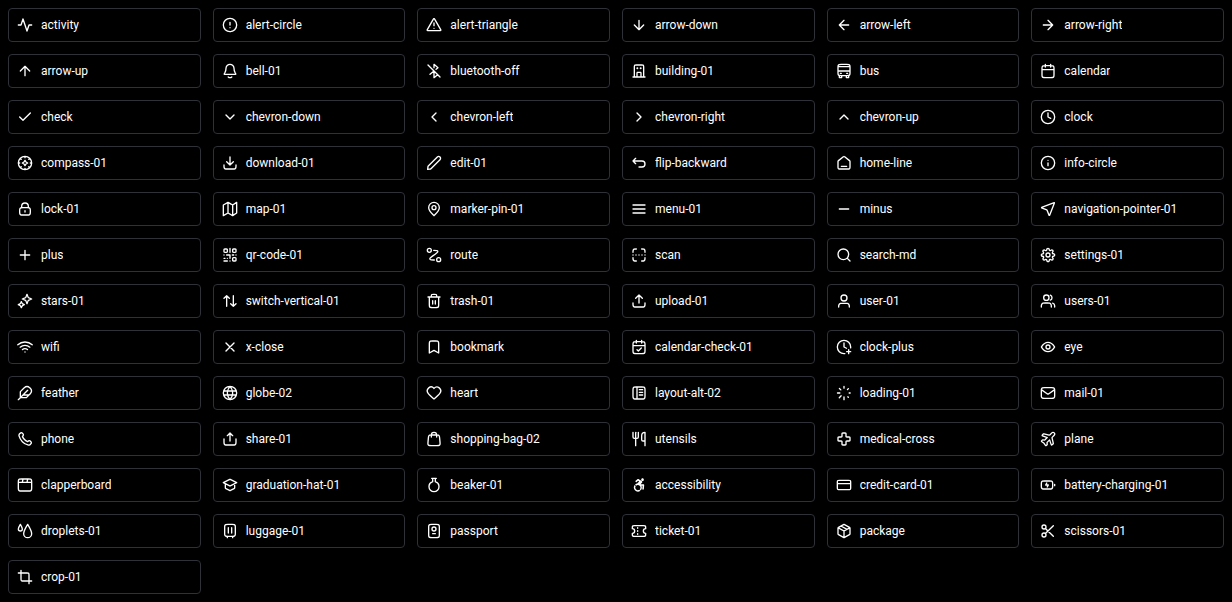 activity
alert-circle
alert-triangle
arrow-down
arrow-left
arrow-right
arrow-up
bell-01
bluetooth-off
building-01
bus
calendar
check
chevron-down
chevron-left
chevron-right
chevron-up
clock
compass-01
download-01
edit-01
flip-backward
home-line
info-circle
lock-01
map-01
marker-pin-01
menu-01
minus
navigation-pointer-01
plus
qr-code-01
route
scan
search-md
settings-01
stars-01
switch-vertical-01
trash-01
upload-01
user-01
users-01
wifi
x-close
bookmark
calendar-check-01
clock-plus
eye
feather
globe-02
heart
layout-alt-02
loading-01
mail-01
phone
share-01
shopping-bag-02
utensils
medical-cross
plane
clapperboard
graduation-hat-01
beaker-01
accessibility
credit-card-01
battery-charging-01
droplets-01
luggage-01
passport
ticket-01
package
scissors-01
crop-01